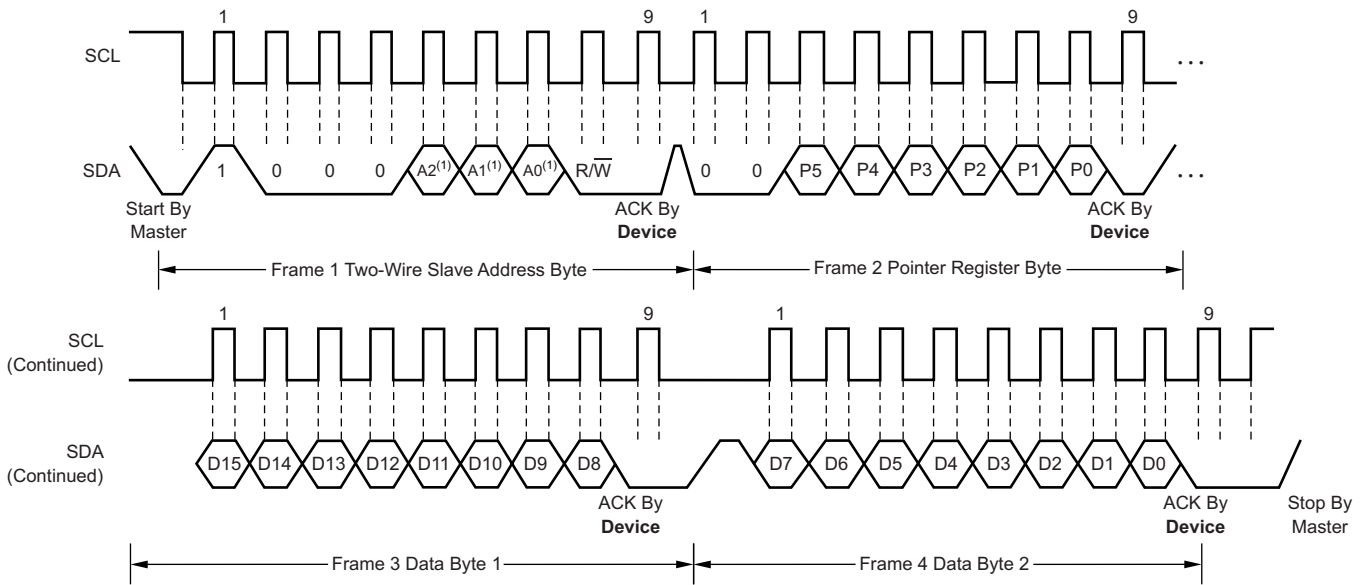 1 9 1 9
SCL ...
SDA 1 0 0 0 A2(1) A1(1) A0(1) R/W̅ 0 0 P5 P4 P3 P2 P1 P0 ...
Start By
Master
ACK By
Device
ACK By
Device
Frame 1 Two-Wire Slave Address Byte
Frame 2 Pointer Register Byte
1 9 1 9
SCL
(Continued)
SDA
(Continued)
D15 D14 D13 D12 D11 D10 D9 D8 D7 D6 D5 D4 D3 D2 D1 D0
ACK By
Device
ACK By
Device
Stop By
Master
Frame 3 Data Byte 1
Frame 4 Data Byte 2